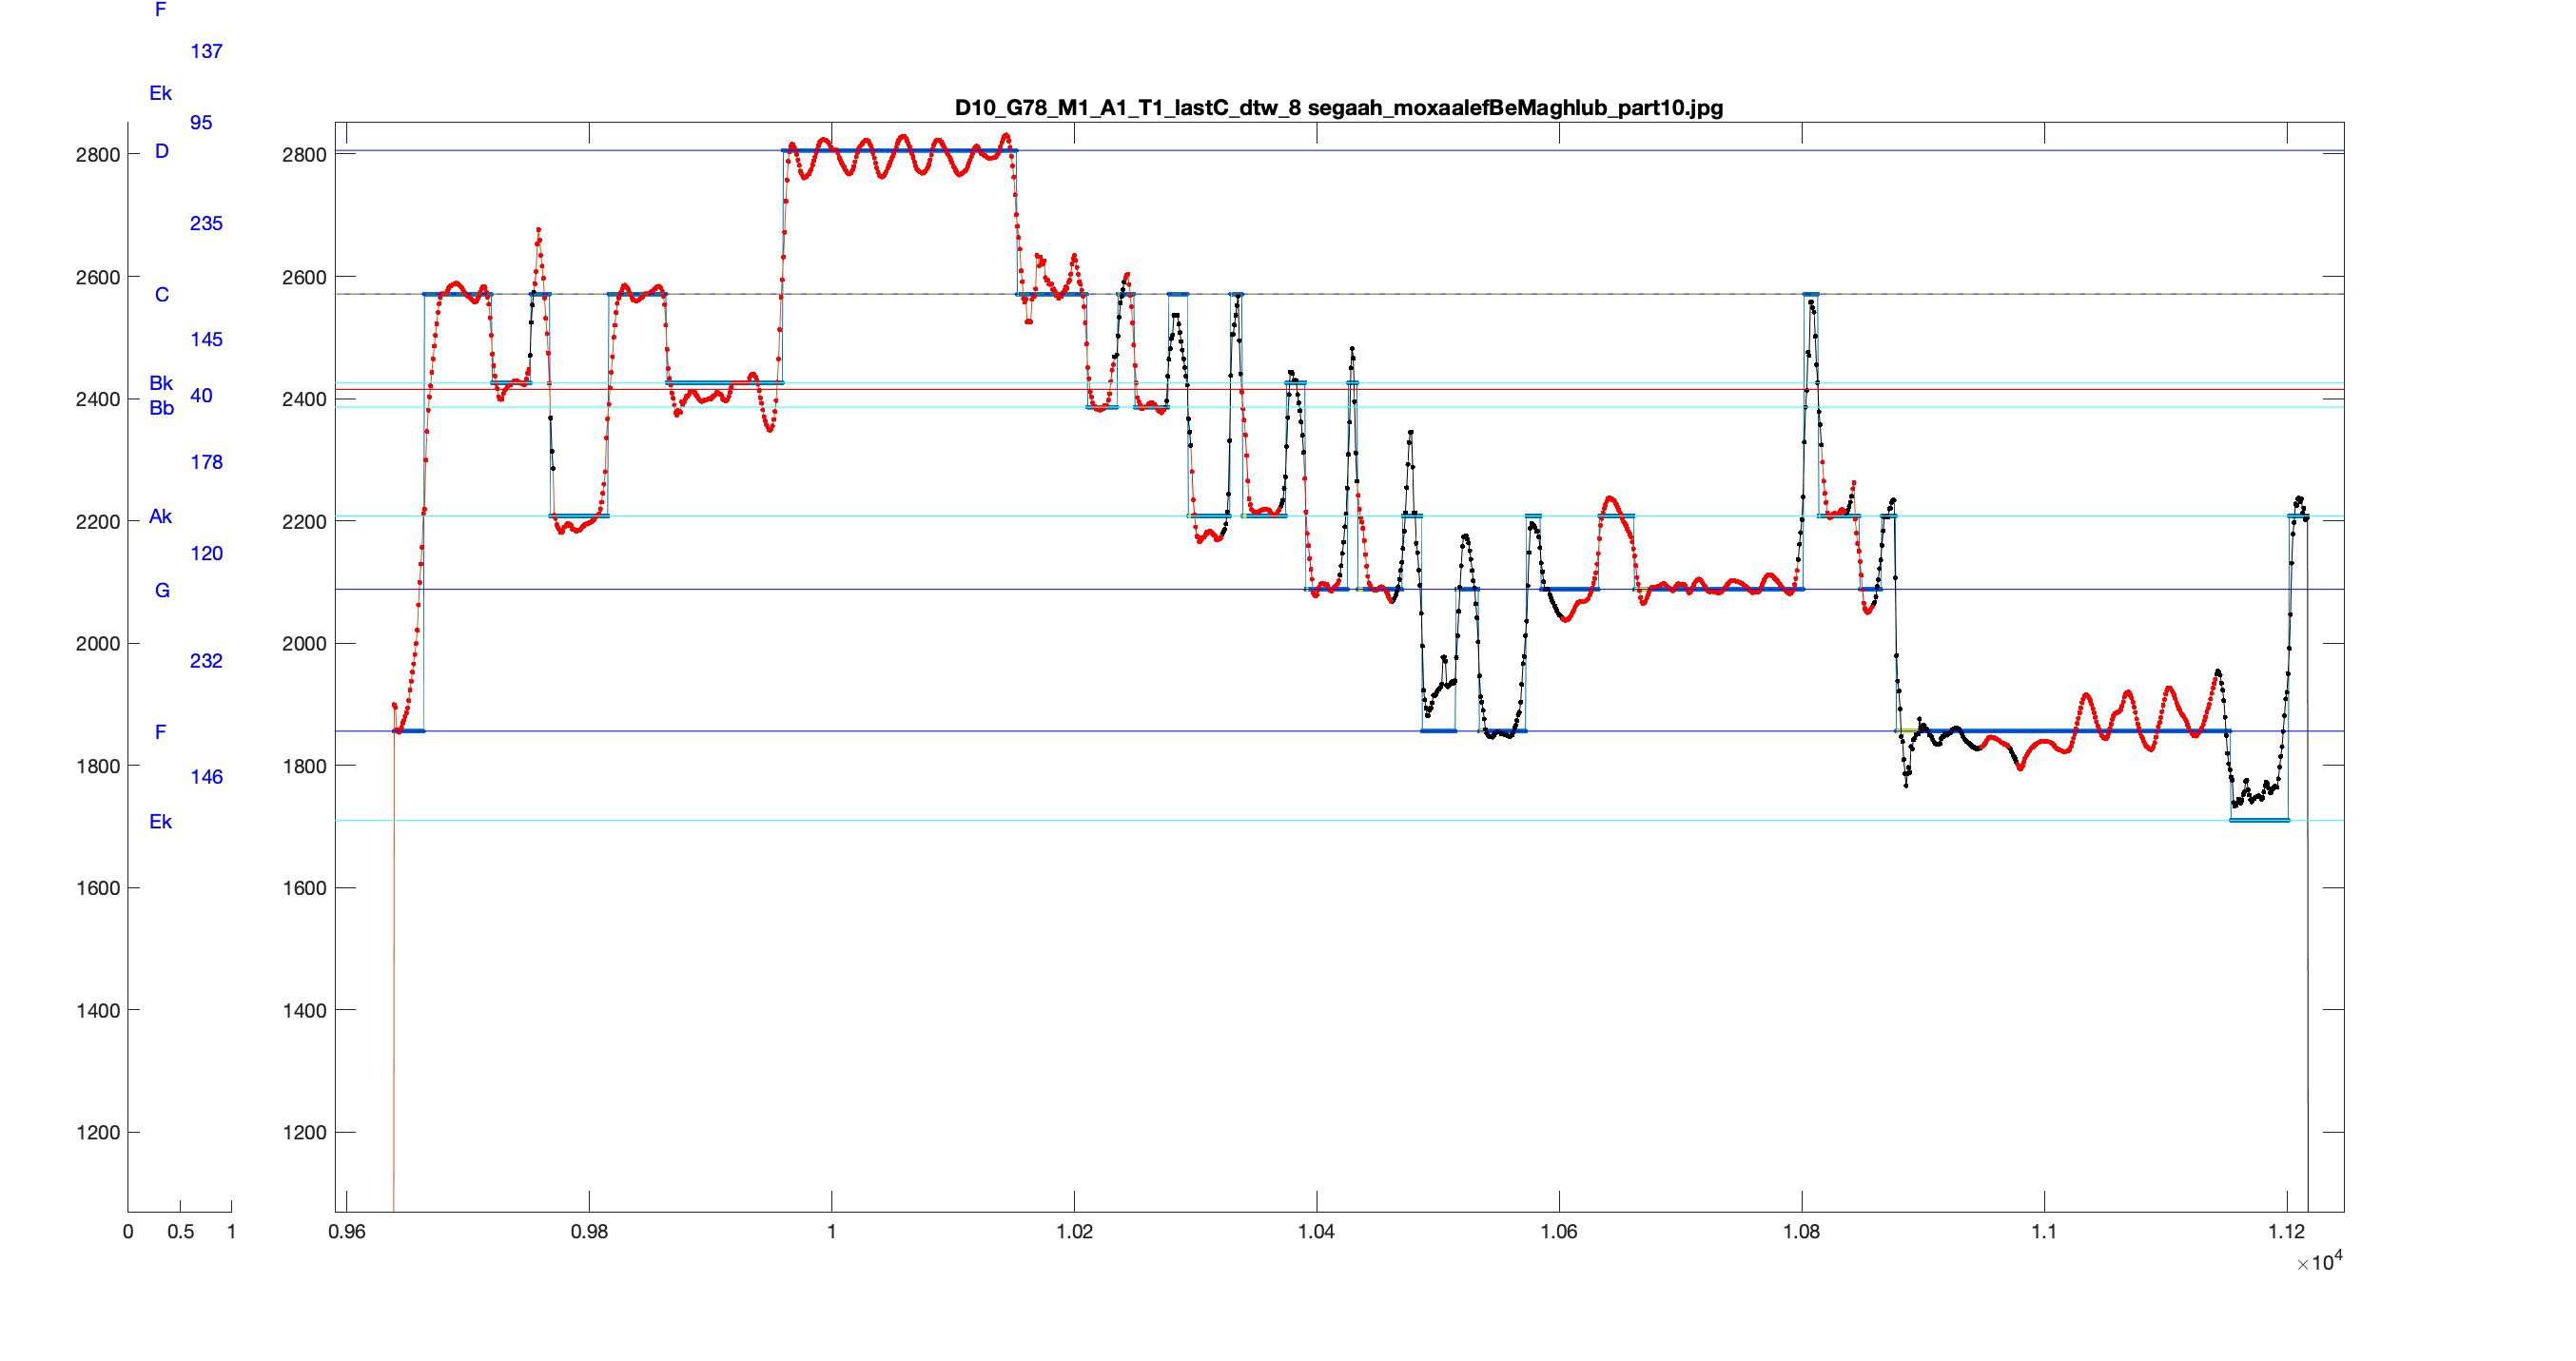 F
137
Ek
95
D10_G78_M1_A1_T1_lastC_dtw_8 segaah_moxaalefBeMaghlub_part10.jpg
2800 D 2800
235
2600 C 2600
145
Bk
2400 40 2400
Bb
178
2200 Ak 2200
120
G
2000 2000
232
F
1800 146 1800
Ek
1600 1600
1400 1400
1200 1200
0 0.5 1 0.96 0.98 1 1.02 1.04 1.06 1.08 1.1 1.12
×10^4